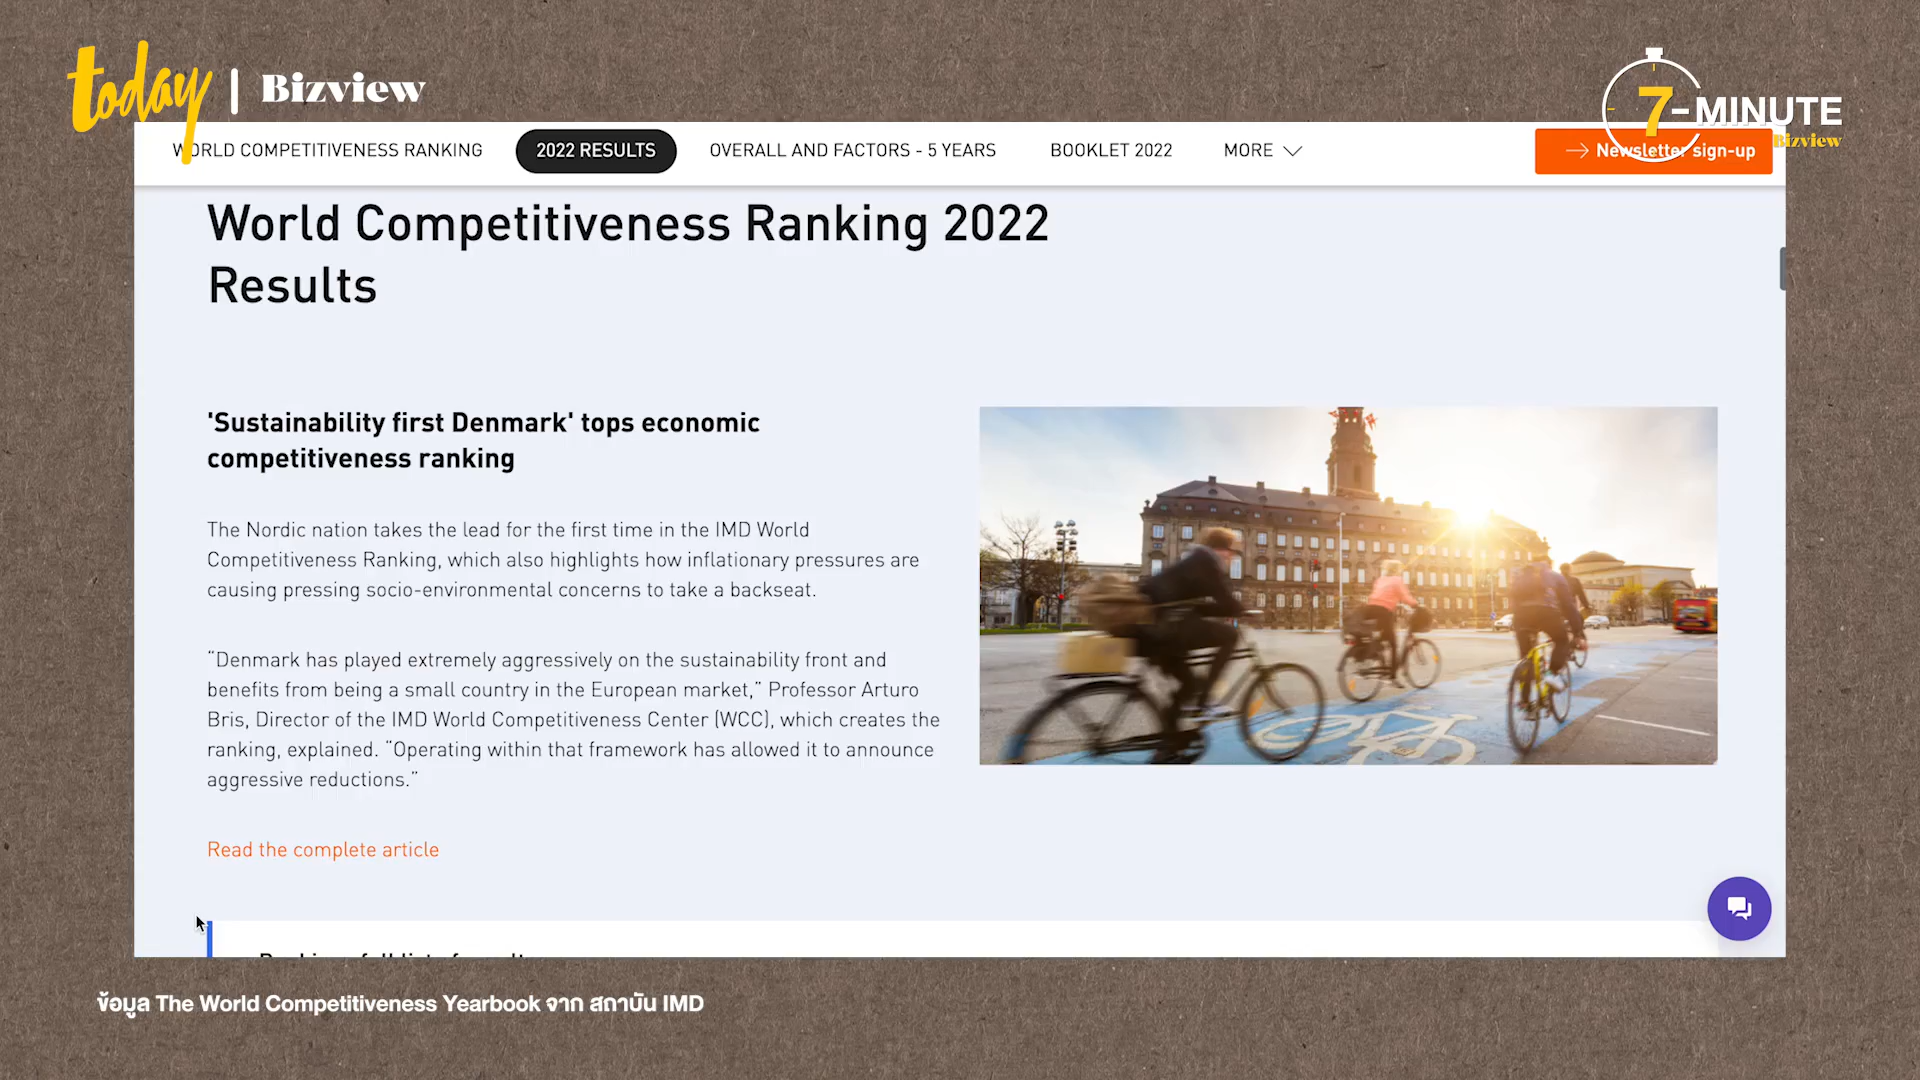 today | Bizview
7-MINUTE
Bizview
WORLD COMPETITIVENESS RANKING
2022 RESULTS
OVERALL AND FACTORS - 5 YEARS
BOOKLET 2022
MORE
Newsletter sign-up
World Competitiveness Ranking 2022
Results
'Sustainability first Denmark' tops economic
competitiveness ranking
The Nordic nation takes the lead for the first time in the IMD World
Competitiveness Ranking, which also highlights how inflationary pressures are
causing pressing socio-environmental concerns to take a backseat.
“Denmark has played extremely aggressively on the sustainability front and
benefits from being a small country in the European market,” Professor Arturo
Bris, Director of the IMD World Competitiveness Center (WCC), which creates the
ranking, explained. “Operating within that framework has allowed it to announce
aggressive reductions.”
Read the complete article
ข้อมูล The World Competitiveness Yearbook จาก สถาบัน IMD